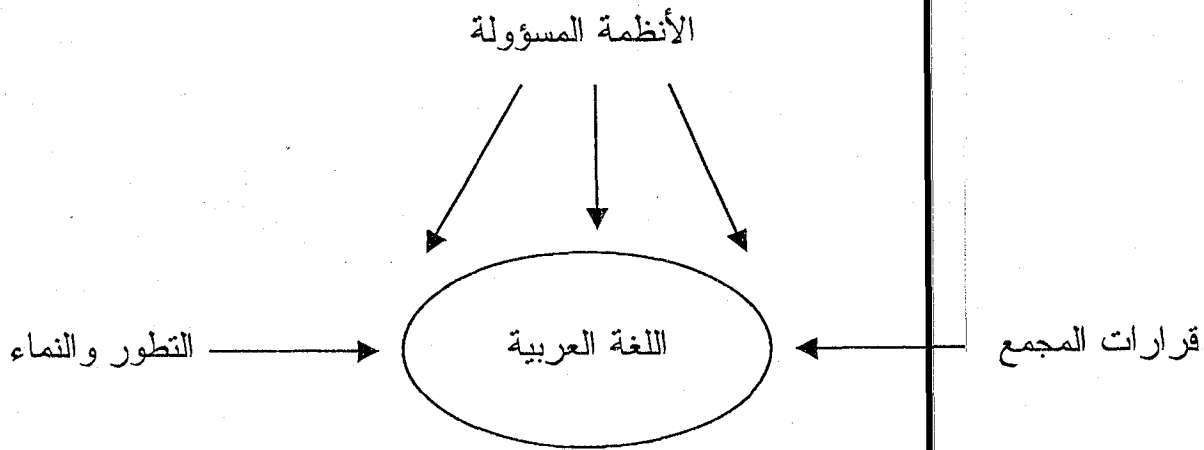 الأنظمة المسؤولة
قرارات المجمع
اللغة العربية
التطور والنماء